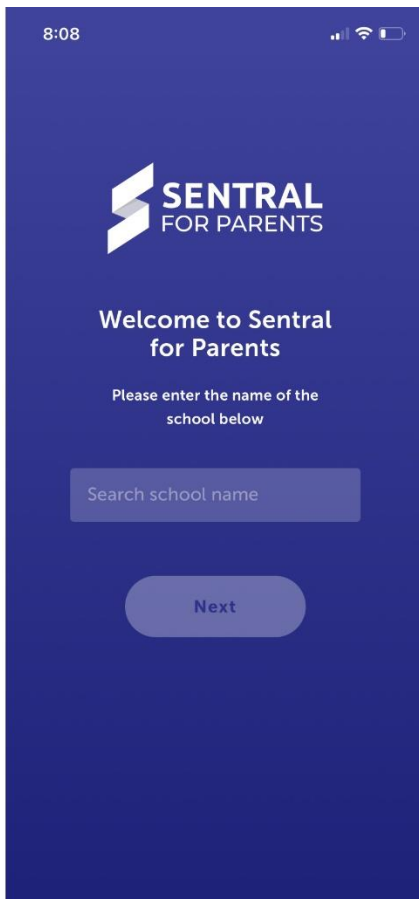 8:08
SENTRAL
FOR PARENTS
Welcome to Sentral
for Parents
Please enter the name of the
school below
Search school name
Next